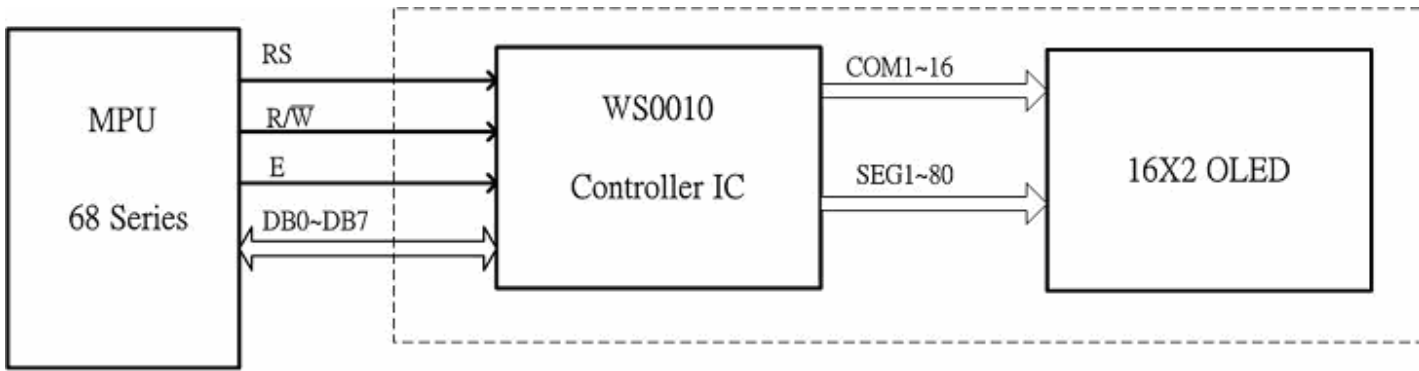 MPU
68 Series
RS
R/W̅
E
DB0~DB7
WS0010
Controller IC
COM1~16
SEG1~80
16X2 OLED